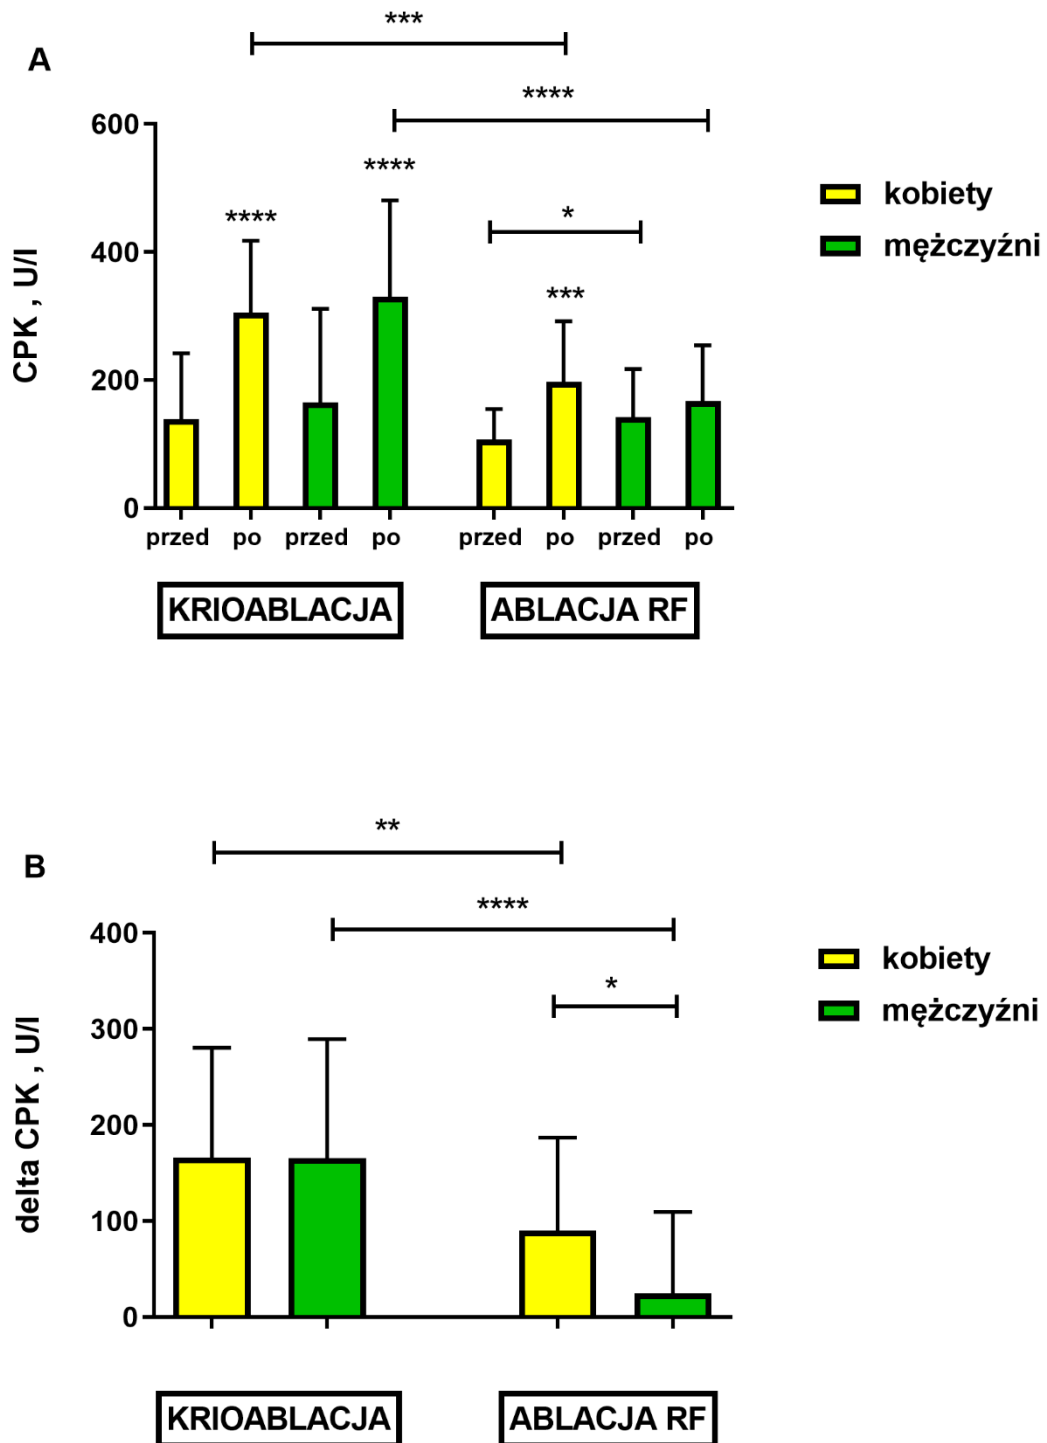 ***
A
****
600
****
kobiety
****
*
mężczyźni
400
***
CPK , U/l
200
0
przed po przed po przed po przed po
KRIOABLACJA ABLACJA RF
**
B
****
400
kobiety
*
mężczyźni
300
delta CPK , U/l
200
100
0
KRIOABLACJA ABLACJA RF